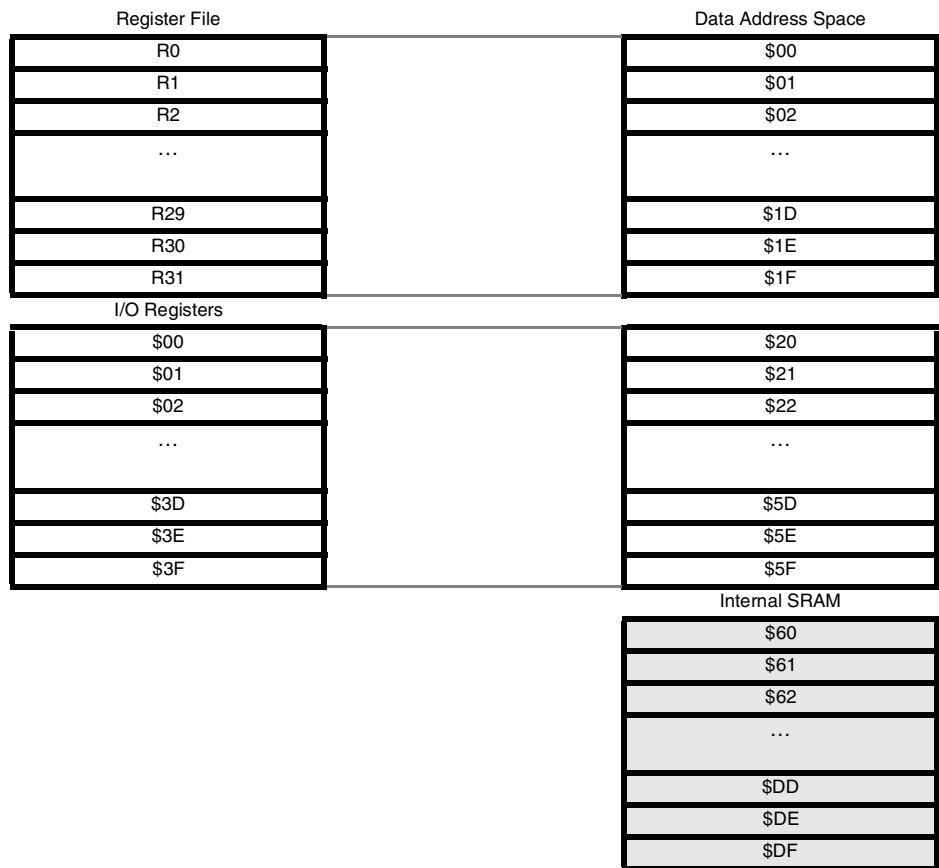 Register File
Data Address Space
R0
$00
R1
$01
R2
$02
...
...
R29
$1D
R30
$1E
R31
$1F
I/O Registers
$00
$20
$01
$21
$02
$22
...
...
$3D
$5D
$3E
$5E
$3F
$5F
Internal SRAM
$60
$61
$62
...
$DD
$DE
$DF